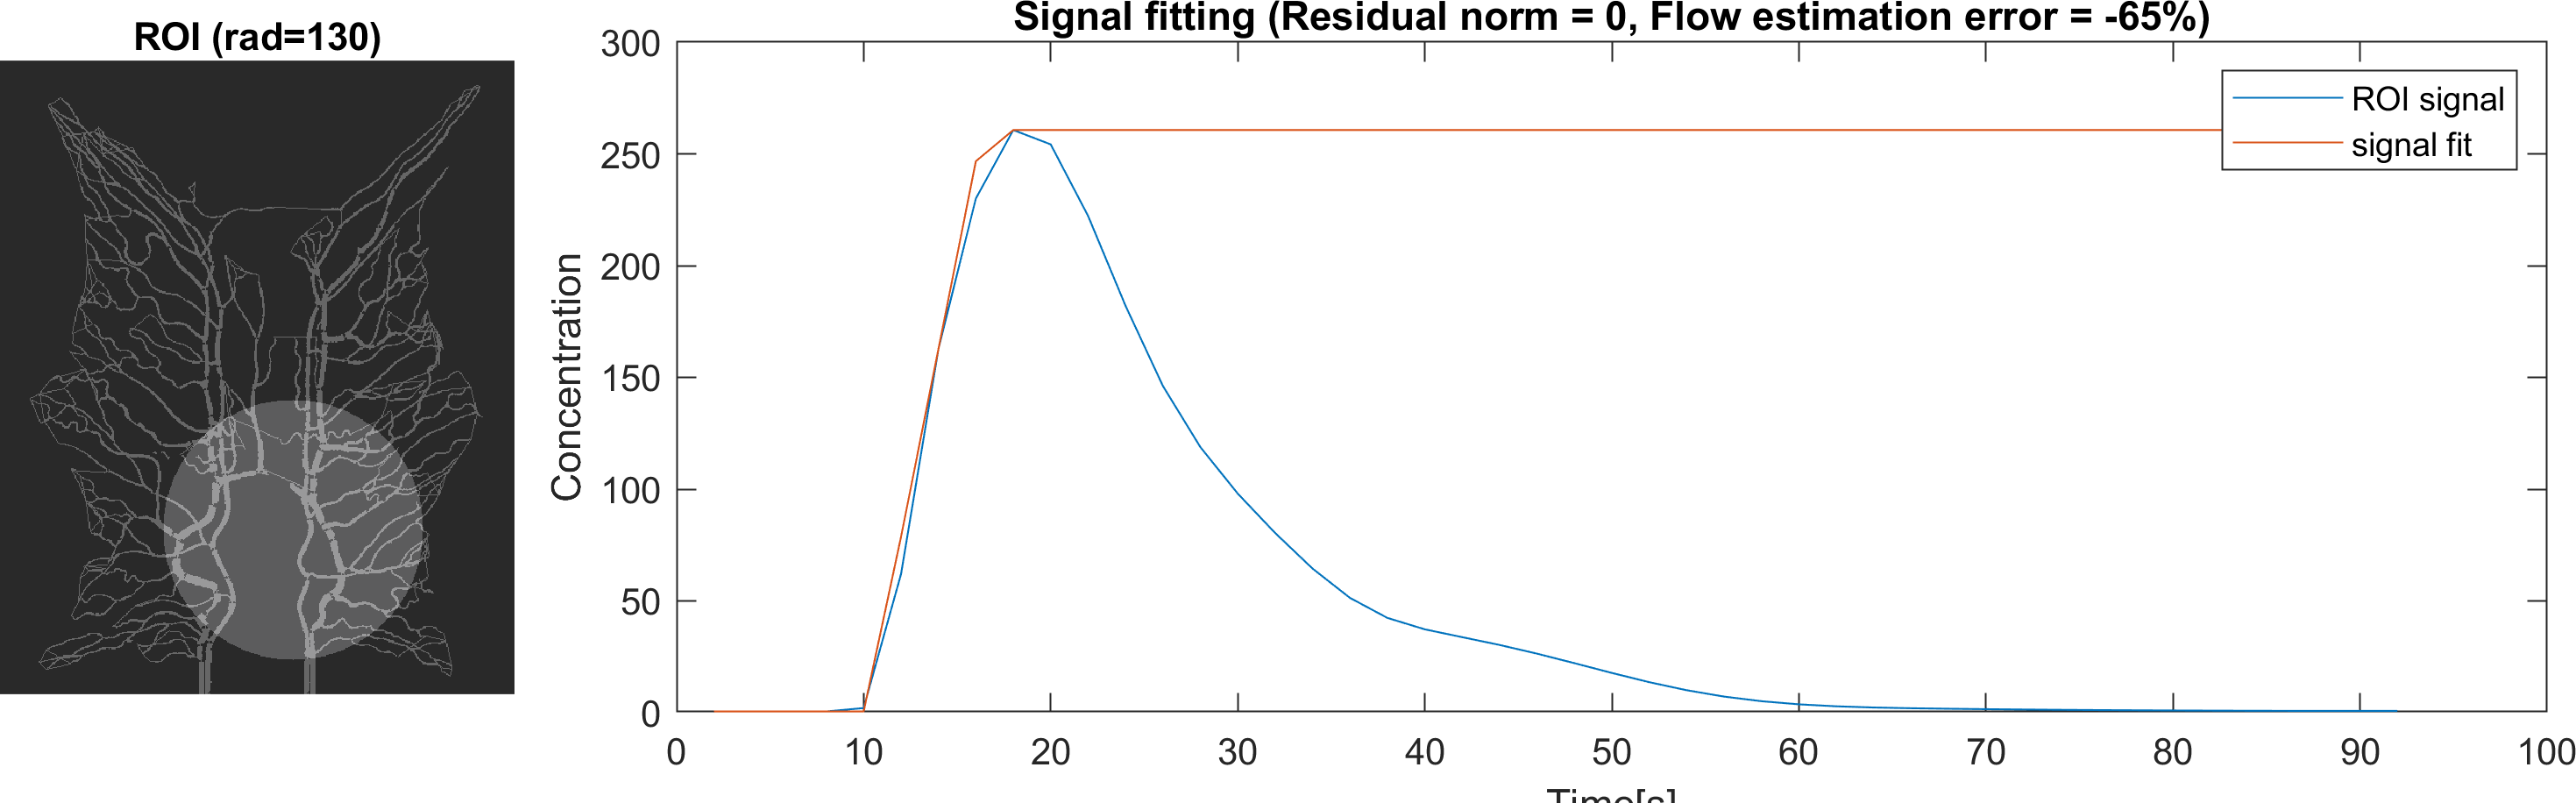 ROI (rad=130)
Signal fitting (Residual norm = 0, Flow estimation error = -65%)
300
250
200
150
100
50
0
Concentration
ROI signal
signal fit
0 10 20 30 40 50 60 70 80 90 100
Time[s]